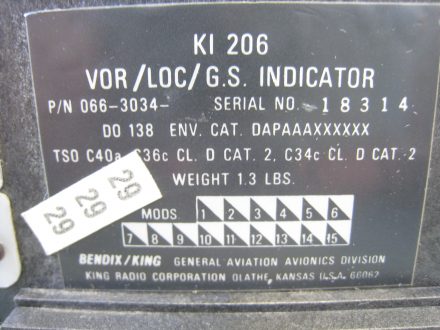 KI 206
VOR/LOC/G.S. INDICATOR
P/N 066-3034- SERIAL NO. 18314
DO 138 ENV. CAT. DAPAAAXXXXXX
TSO C40a, C36c CL. D CAT. 2, C34c CL. D CAT. 2
WEIGHT 1.3 LBS.
29
29
29
MODS. 1 2 3 4 5 6
7 8 9 10 11 12 13 14 15
BENDIX/KING GENERAL AVIATION AVIONICS DIVISION
KING RADIO CORPORATION OLATHE, KANSAS U.S.A. 66062